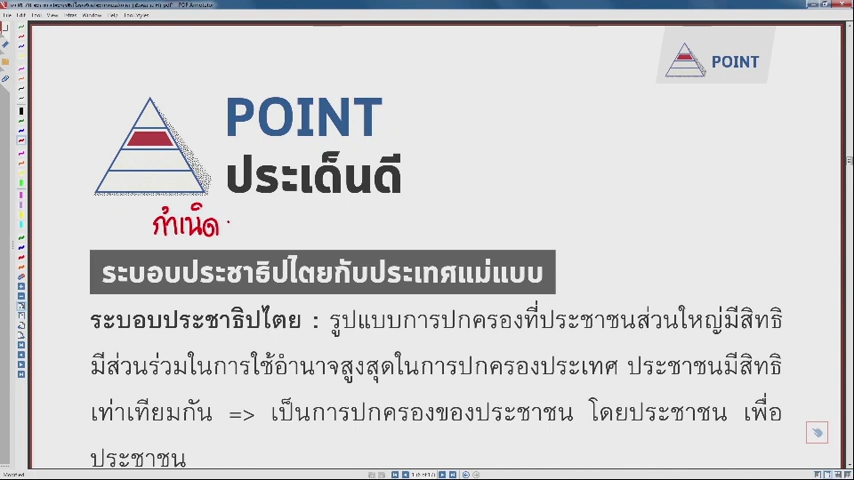 File Edit Tool View Extras Window Help Tool Styles
POINT
POINT
ประเด็นดี
กำเนิด
ระบอบประชาธิปไตยกับประเทศแม่แบบ
ระบอบประชาธิปไตย : รูปแบบการปกครองที่ประชาชนส่วนใหญ่มีสิทธิ
มีส่วนร่วมในการใช้อำนาจสูงสุดในการปกครองประเทศ ประชาชนมีสิทธิ
เท่าเทียมกัน => เป็นการปกครองของประชาชน โดยประชาชน เพื่อ
ประชาชน
Modified